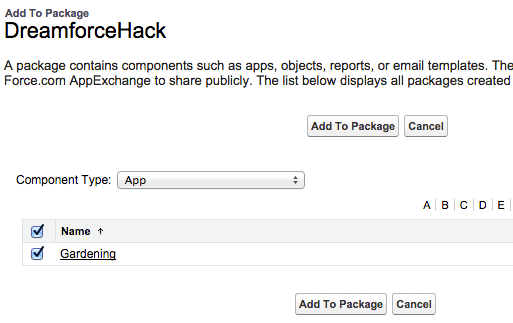 Add To Package
DreamforceHack
A package contains components such as apps, objects, reports, or email templates. The
Force.com AppExchange to share publicly. The list below displays all packages created
Add To Package Cancel
Component Type: App
A B C D E
Name ↑
Gardening
Add To Package Cancel